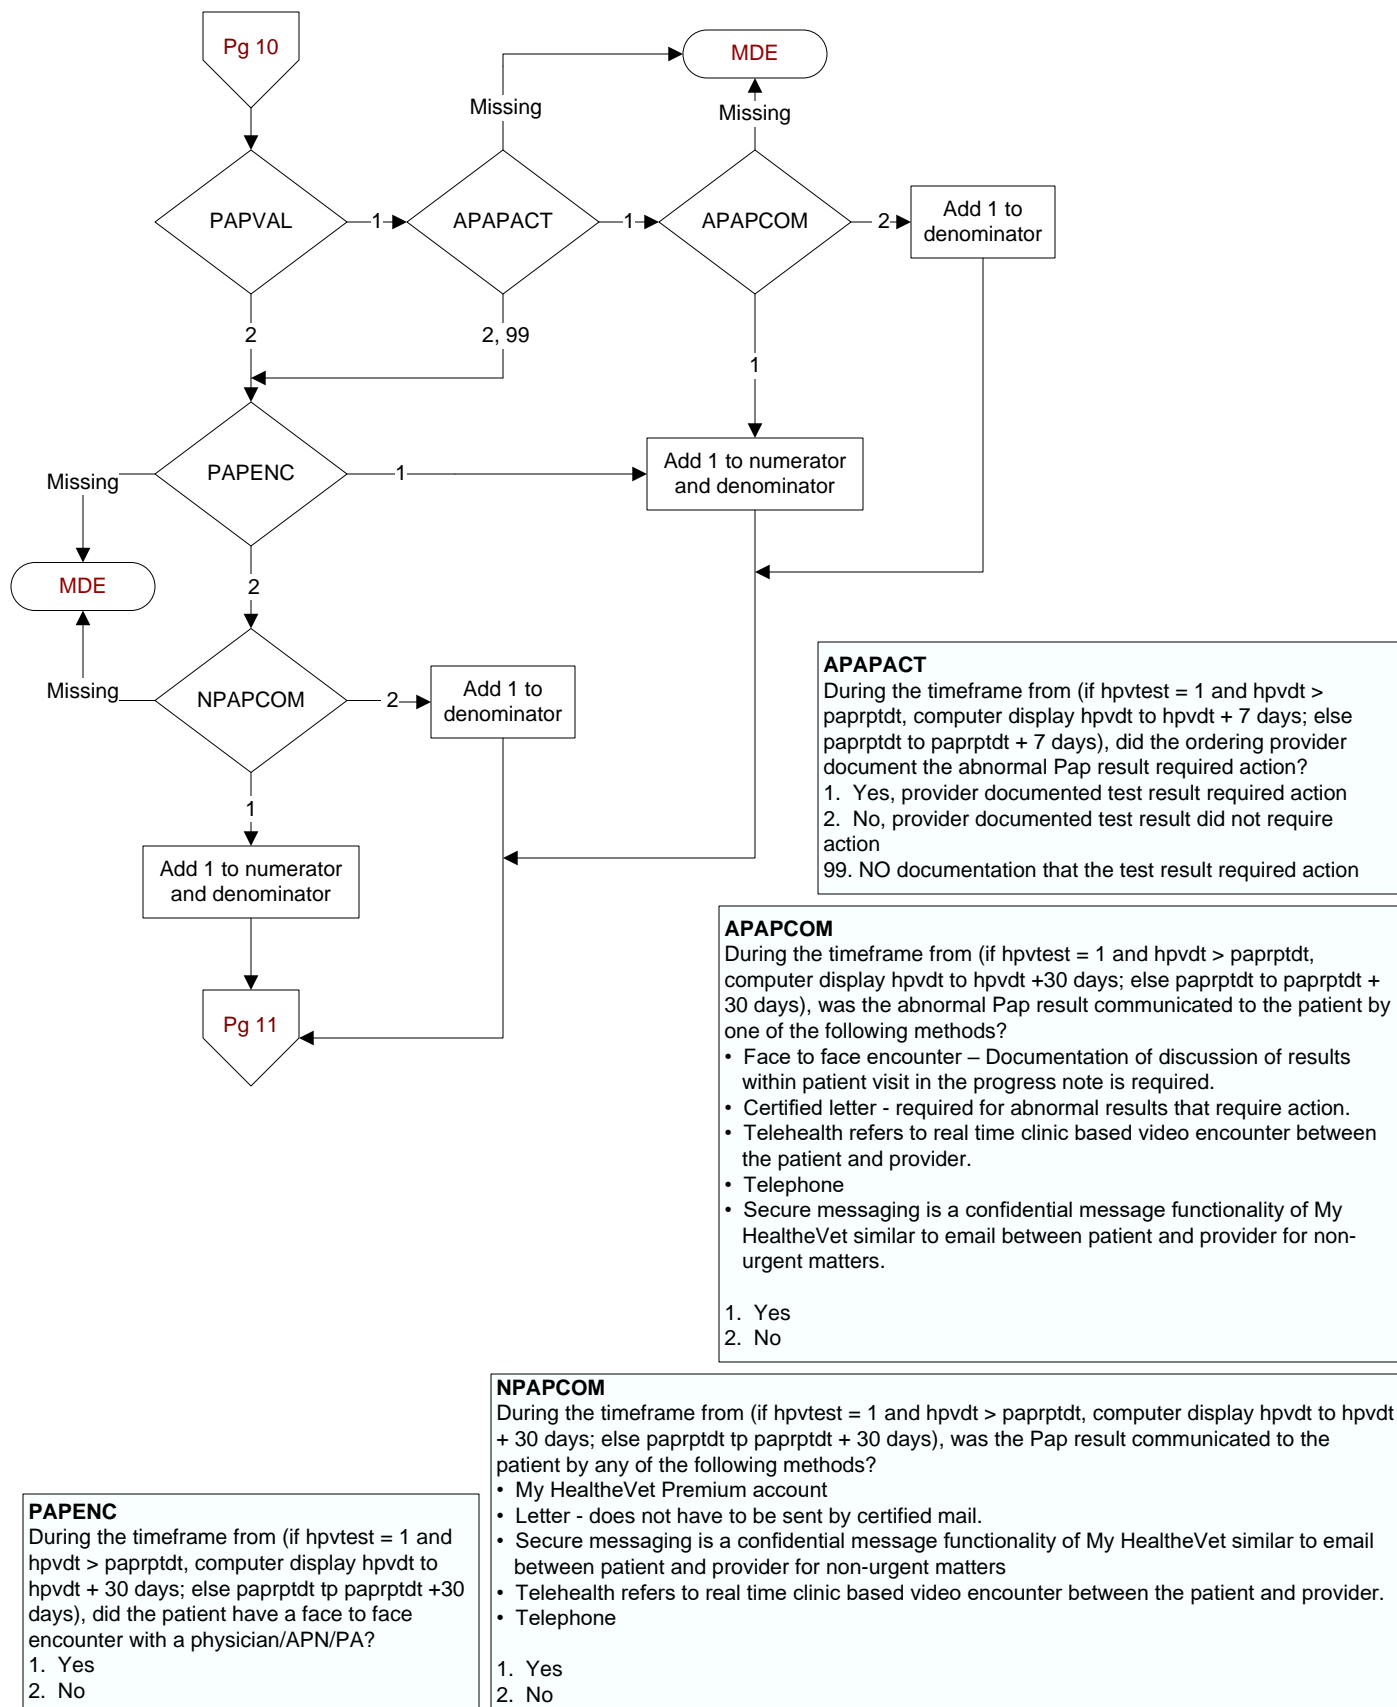 Pg 10
MDE
Missing
Missing
PAPVAL
1
APAPACT
1
APAPCOM
2
Add 1 to
denominator
2
2, 99
1
Missing
PAPENC
1
Add 1 to numerator
and denominator
MDE
2
Missing
NPAPCOM
2
Add 1 to
denominator
1
Add 1 to numerator
and denominator
Pg 11
APAPACT
During the timeframe from (if hpvtest = 1 and hpvdt >
paprptdt, computer display hpvdt to hpvdt + 7 days; else
paprptdt to paprptdt + 7 days), did the ordering provider
document the abnormal Pap result required action?
1. Yes, provider documented test result required action
2. No, provider documented test result did not require
action
99. NO documentation that the test result required action
APAPCOM
During the timeframe from (if hpvtest = 1 and hpvdt > paprptdt,
computer display hpvdt to hpvdt +30 days; else paprptdt to paprptdt +
30 days), was the abnormal Pap result communicated to the patient by
one of the following methods?
• Face to face encounter – Documentation of discussion of results
within patient visit in the progress note is required.
• Certified letter - required for abnormal results that require action.
• Telehealth refers to real time clinic based video encounter between
the patient and provider.
• Telephone
• Secure messaging is a confidential message functionality of My
HealtheVet similar to email between patient and provider for non-
urgent matters.
1. Yes
2. No
NPAPCOM
During the timeframe from (if hpvtest = 1 and hpvdt > paprptdt, computer display hpvdt to hpvdt
+ 30 days; else paprptdt tp paprptdt + 30 days), was the Pap result communicated to the
patient by any of the following methods?
• My HealtheVet Premium account
• Letter - does not have to be sent by certified mail.
• Secure messaging is a confidential message functionality of My HealtheVet similar to email
between patient and provider for non-urgent matters
• Telehealth refers to real time clinic based video encounter between the patient and provider.
• Telephone
1. Yes
2. No
PAPENC
During the timeframe from (if hpvtest = 1 and
hpvdt > paprptdt, computer display hpvdt to
hpvdt + 30 days; else paprptdt tp paprptdt +30
days), did the patient have a face to face
encounter with a physician/APN/PA?
1. Yes
2. No